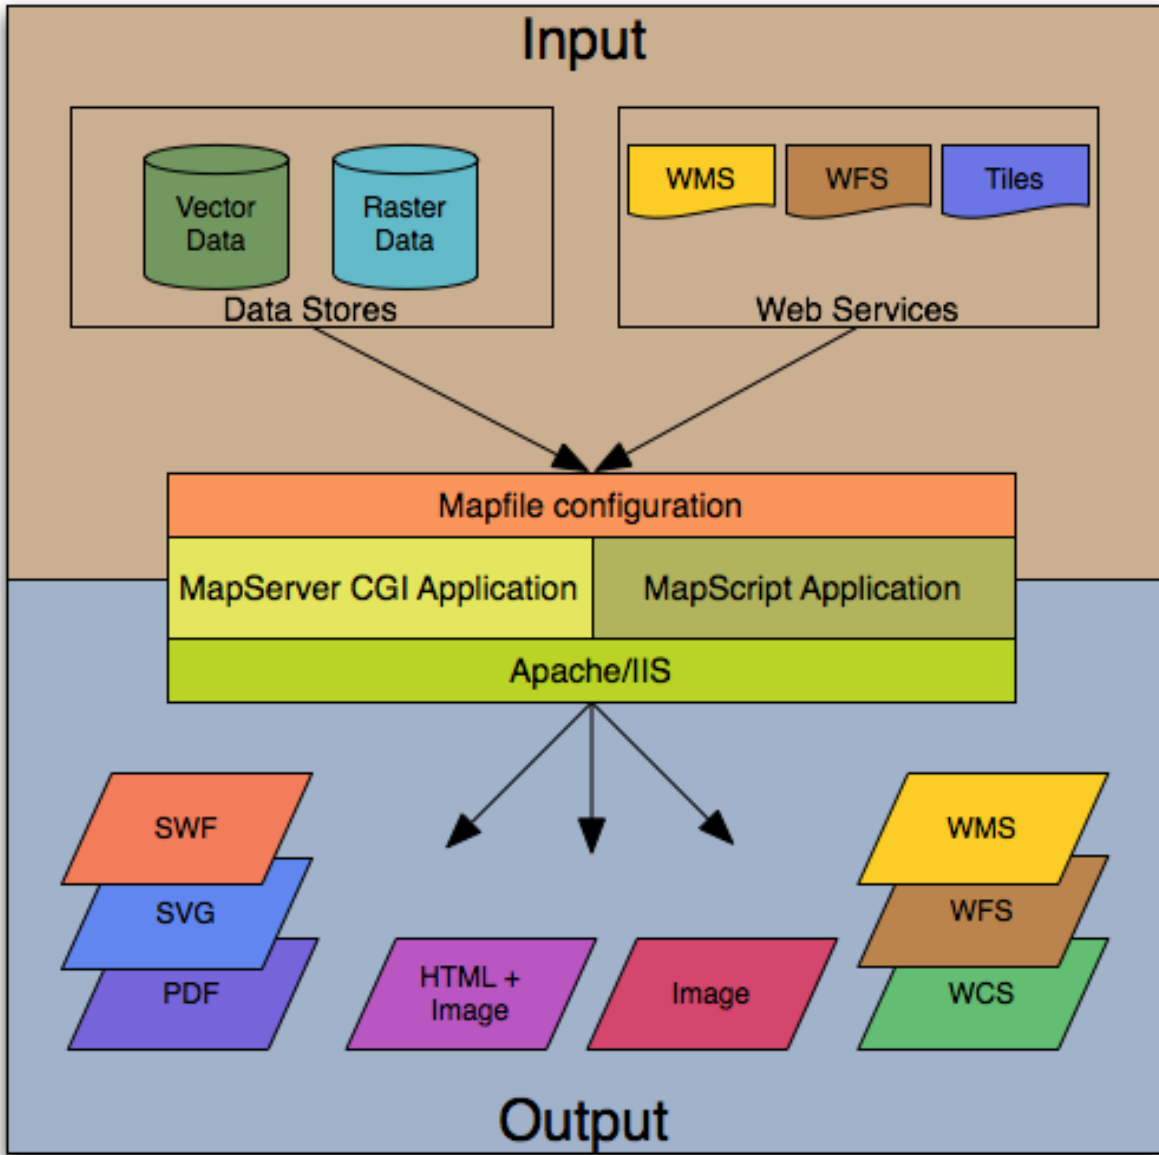 Input
Vector
Data
Raster
Data
Data Stores
WMS
WFS
Tiles
Web Services
Mapfile configuration
MapServer CGI Application
MapScript Application
Apache/IIS
SWF
SVG
PDF
HTML +
Image
Image
WMS
WFS
WCS
Output